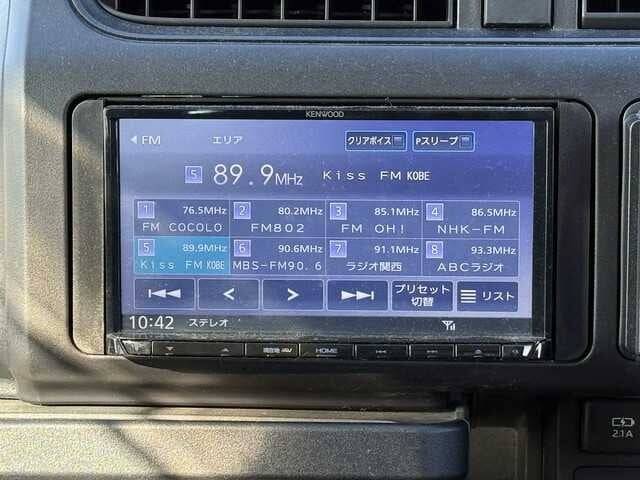 KENWOOD
FM エリア クリアボイス Pスリープ
5 89.9MHz Kiss FM KOBE
1 76.5MHz 2 80.2MHz 3 85.1MHz 4 86.5MHz
FM COCOLO FM802 FM OH! NHK-FM
5 89.9MHz 6 90.6MHz 7 91.1MHz 8 93.3MHz
Kiss FM KOBE MBS-FM90.6 ラジオ関西 ABCラジオ
プリセット
切替
リスト
10:42 ステレオ
現在地 AV HOME
2.1A